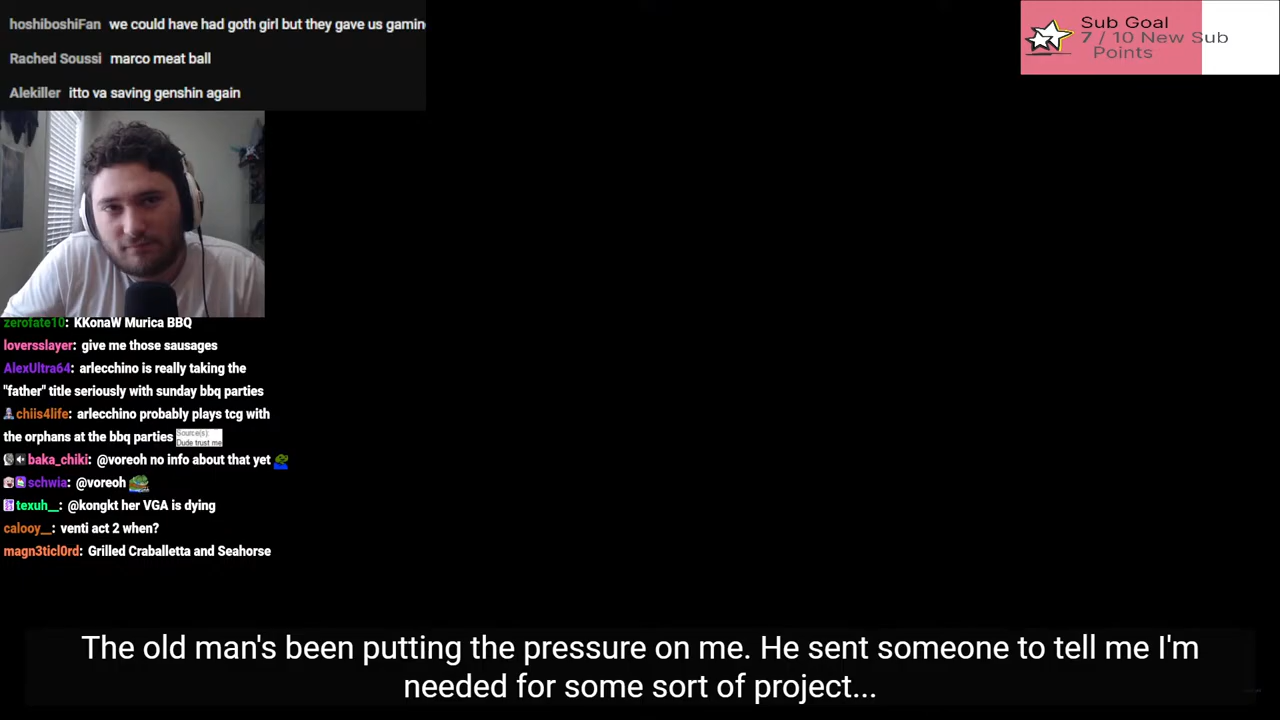 hoshiboshiFan we could have had goth girl but they gave us gamin
Rached Soussi marco meat ball
Alekiller itto va saving genshin again
Sub Goal
7 / 10 New Sub
Points
zerofate10: KKonaW Murica BBQ
loversslayer: give me those sausages
AlexUltra64: arlecchino is really taking the
"father" title seriously with sunday bbq parties
chiis4life: arlecchino probably plays tcg with
the orphans at the bbq parties
Source(s):
Dude trust me
baka_chiki: @voreoh no info about that yet
schwia: @voreoh
texuh__: @kongkt her VGA is dying
calooy__: venti act 2 when?
magn3ticl0rd: Grilled Craballetta and Seahorse
The old man's been putting the pressure on me. He sent someone to tell me I'm
needed for some sort of project...